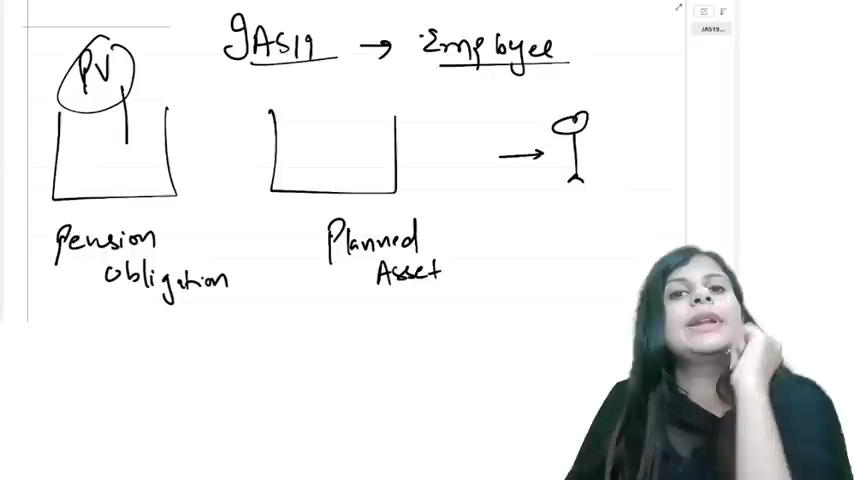 IAS19 → Employee
JAS19...
PV
Pension
Obligation
Planned
Asset